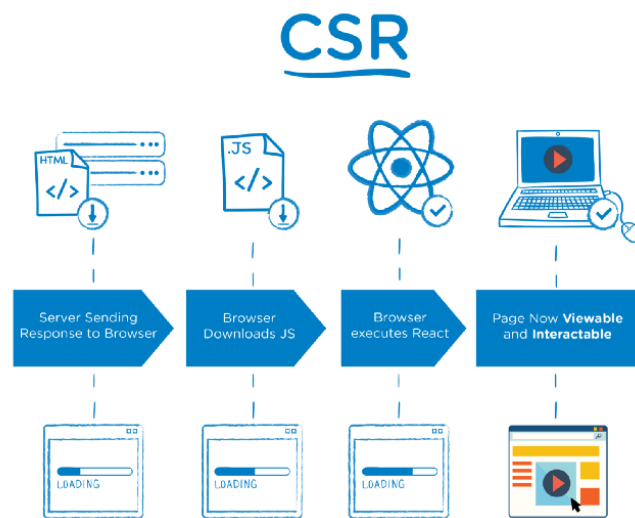 CSR
HTML
</>
.JS
</>
Server Sending
Response to Browser
Browser
Downloads JS
Browser
executes React
Page Now Viewable
and Interactable
LOADING
LOADING
LOADING